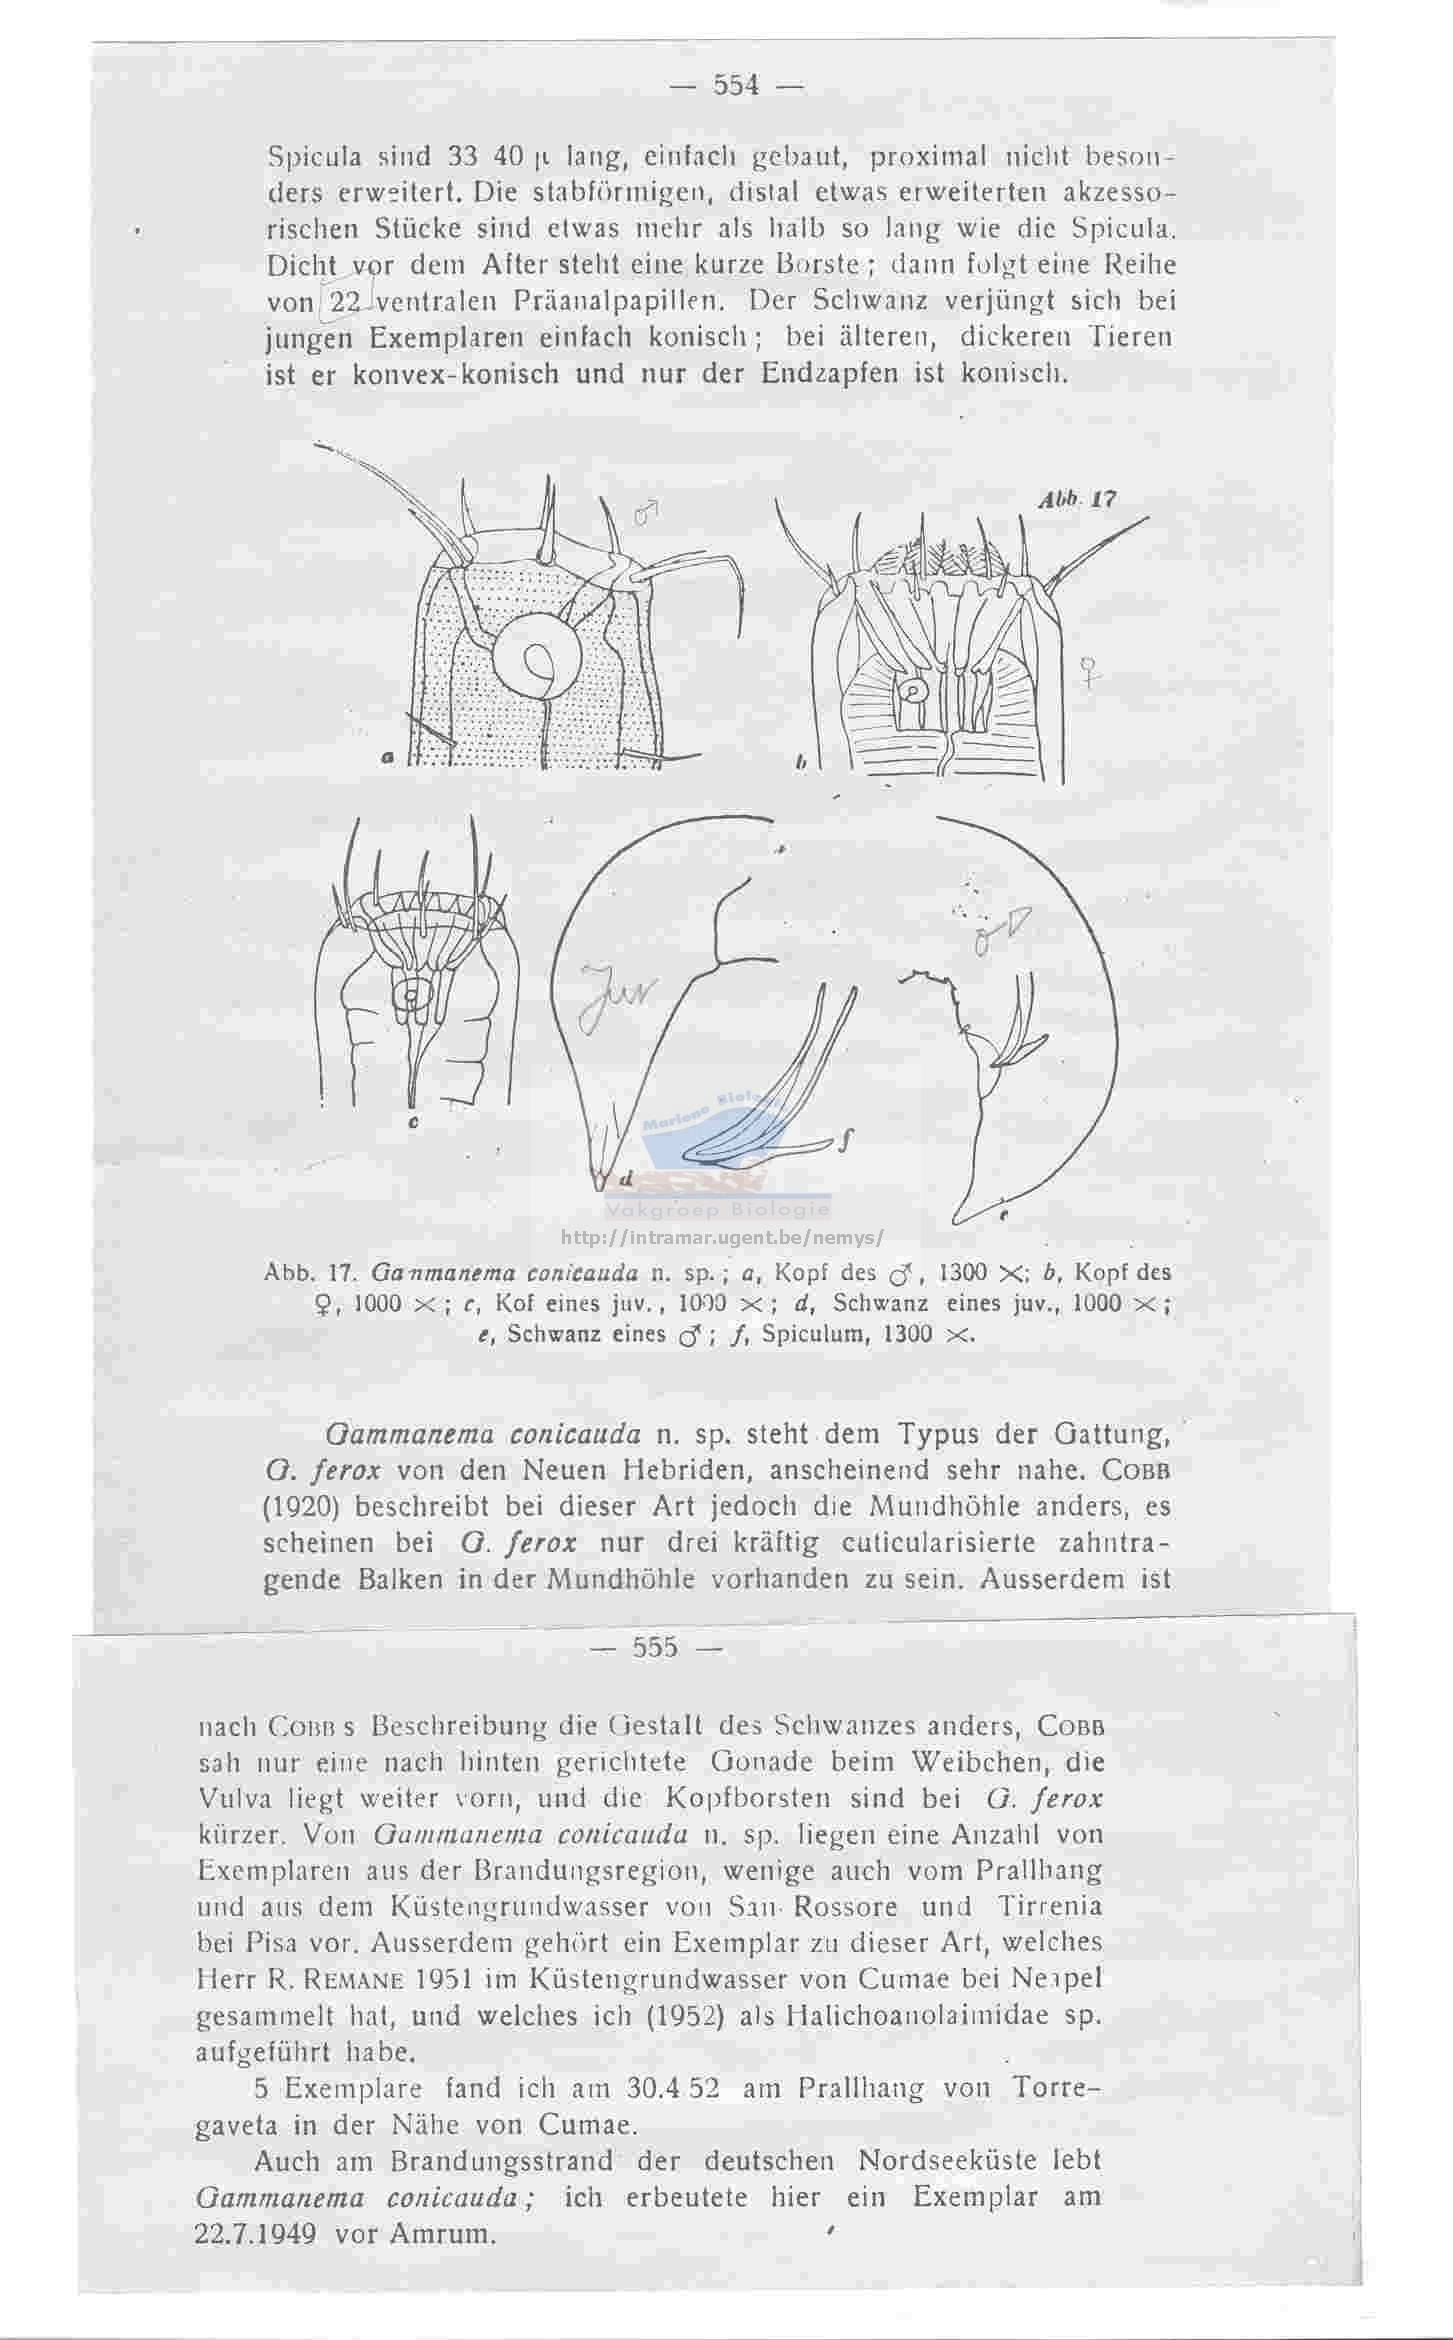 — 554 —
Spicula sind 33 40 µ lang, einfach gebaut, proximal nicht beson-
ders erweitert. Die stabförmigen, distal etwas erweiterten akzesso-
rischen Stücke sind etwas mehr als halb so lang wie die Spicula.
Dicht vor dem After steht eine kurze Borste; dann folgt eine Reihe
von 22 ventralen Präanalpapillen. Der Schwanz verjüngt sich bei
jungen Exemplaren einfach konisch; bei älteren, dickeren Tieren
ist er konvex-konisch und nur der Endzapfen ist konisch.
Abb. 17
♂
♀
a
b
c
Juv
♂
d
f
e
Marine Biology
Vakgroep Biologie
http://intramar.ugent.be/nemys/
Abb. 17. Gammanema conicauda n. sp.; a, Kopf des ♂, 1300 ×; b, Kopf des
♀, 1000 ×; c, Kof eines juv., 1000 ×; d, Schwanz eines juv., 1000 ×;
e, Schwanz eines ♂; f, Spiculum, 1300 ×.
Gammanema conicauda n. sp. steht dem Typus der Gattung,
G. ferox von den Neuen Hebriden, anscheinend sehr nahe. COBB
(1920) beschreibt bei dieser Art jedoch die Mundhöhle anders, es
scheinen bei G. ferox nur drei kräftig cuticularisierte zahntra-
gende Balken in der Mundhöhle vorhanden zu sein. Ausserdem ist
— 555 —
nach COBB s Beschreibung die Gestalt des Schwanzes anders, COBB
sah nur eine nach hinten gerichtete Gonade beim Weibchen, die
Vulva liegt weiter vorn, und die Kopfborsten sind bei G. ferox
kürzer. Von Gammanema conicauda n. sp. liegen eine Anzahl von
Exemplaren aus der Brandungsregion, wenige auch vom Prallhang
und aus dem Küstengrundwasser von San Rossore und Tirrenia
bei Pisa vor. Ausserdem gehört ein Exemplar zu dieser Art, welches
Herr R. REMANE 1951 im Küstengrundwasser von Cumae bei Neapel
gesammelt hat, und welches ich (1952) als Halichoanolaimidae sp.
aufgeführt habe.
5 Exemplare fand ich am 30.4 52 am Prallhang von Torre-
gaveta in der Nähe von Cumae.
Auch am Brandungsstrand der deutschen Nordseeküste lebt
Gammanema conicauda; ich erbeutete hier ein Exemplar am
22.7.1949 vor Amrum.